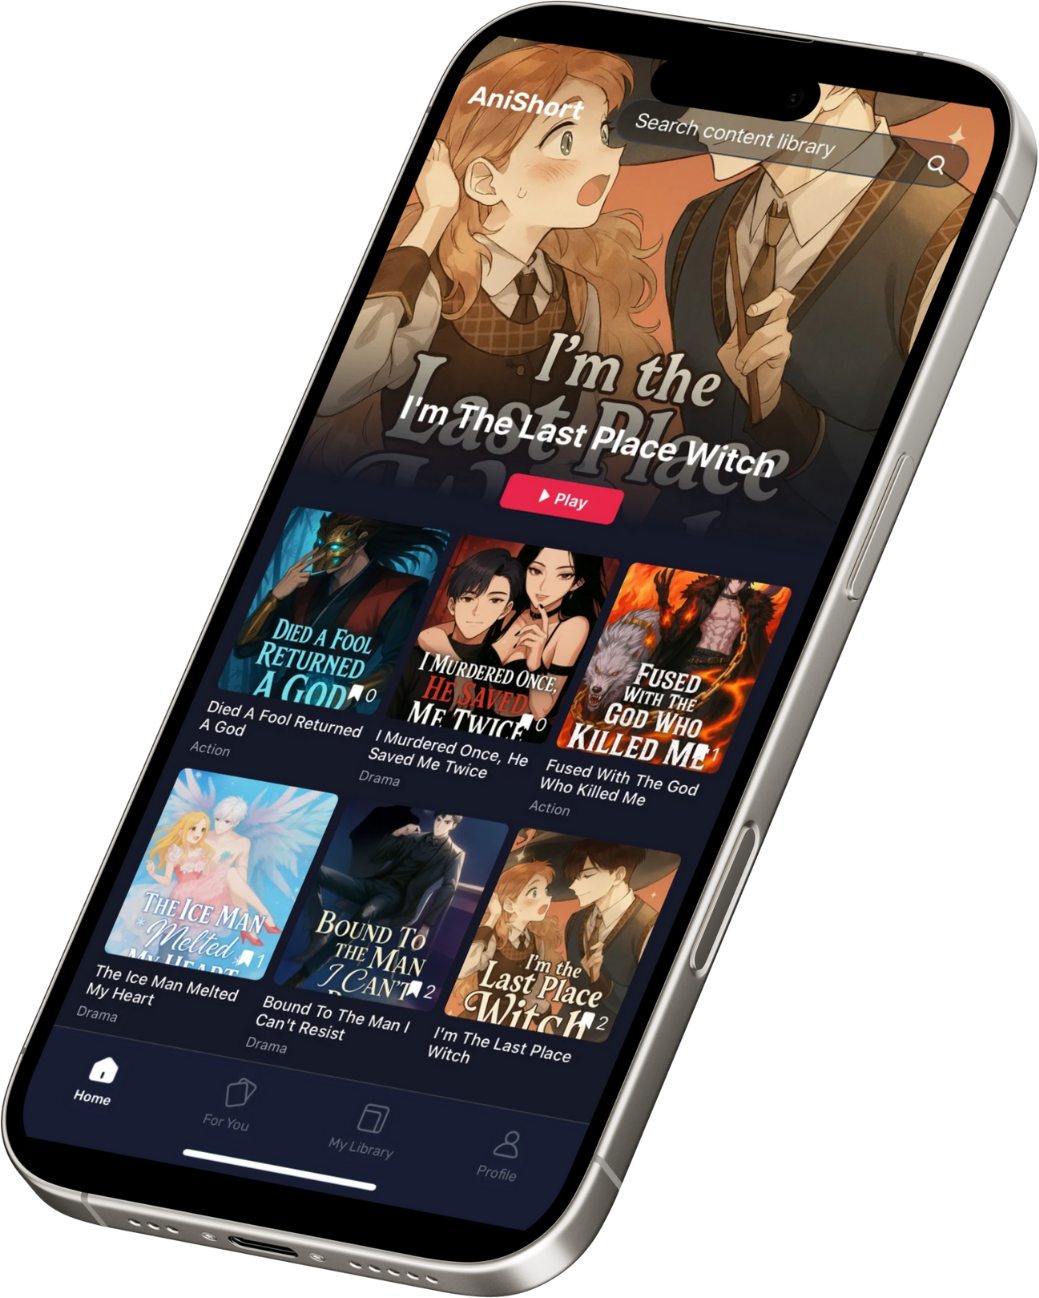 AniShort
Search content library
I'm the
Last Place
I'm The Last Place Witch
Play
DIED A FOOL
RETURNED
A GOD
0
I MURDERED ONCE,
HE SAVED
ME TWICE
0
FUSED
WITH THE
GOD WHO
KILLED ME
1
Died A Fool Returned
A God
Action
I Murdered Once, He
Saved Me Twice
Drama
Fused With The God
Who Killed Me
Action
THE ICE MAN
Melted
MY HEART
1
BOUND TO
THE MAN
I CAN'T
2
I'm the
Last Place
Witch
2
The Ice Man Melted
My Heart
Drama
Bound To The Man I
Can't Resist
Drama
I'm The Last Place
Witch
Home
For You
My Library
Profile